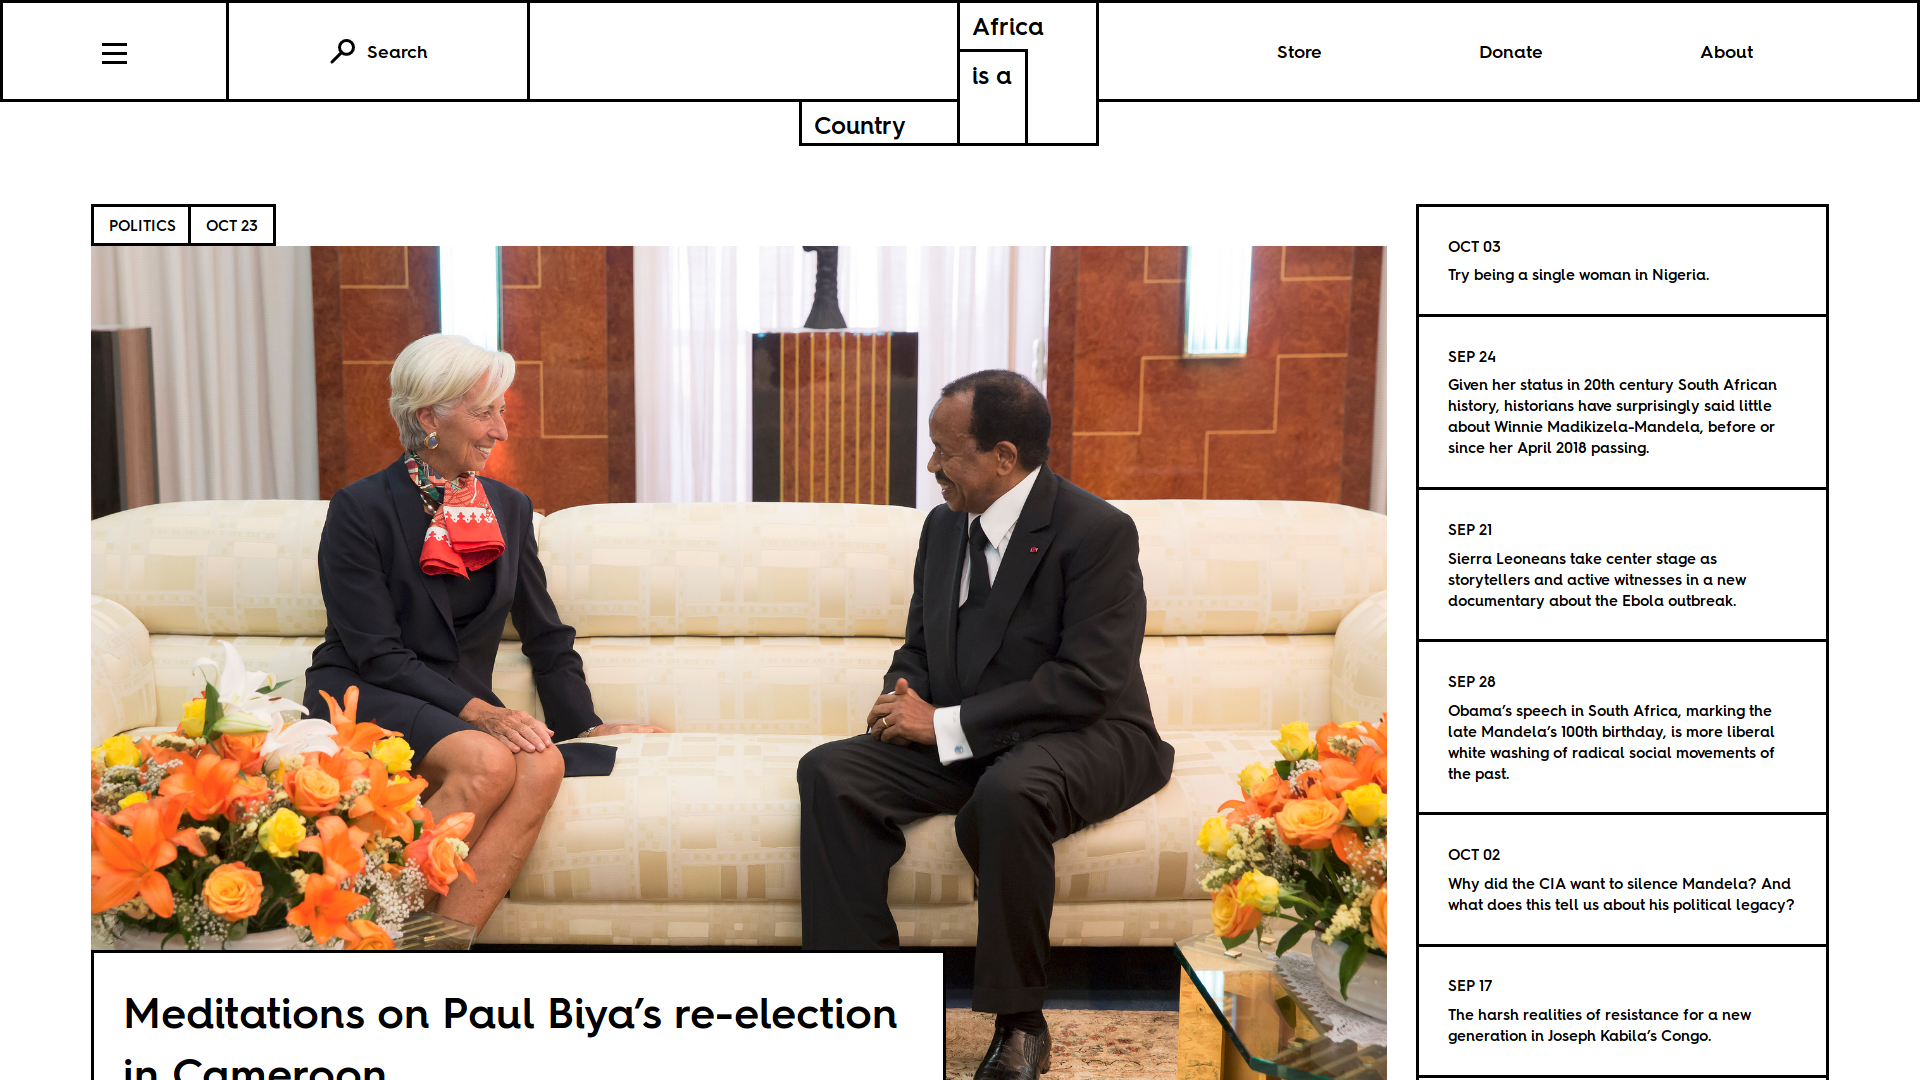 Search
Africa
is a
Country
Store
Donate
About
POLITICS
OCT 23
Meditations on Paul Biya’s re-election
in Cameroon
OCT 03
Try being a single woman in Nigeria.
SEP 24
Given her status in 20th century South African
history, historians have surprisingly said little
about Winnie Madikizela-Mandela, before or
since her April 2018 passing.
SEP 21
Sierra Leoneans take center stage as
storytellers and active witnesses in a new
documentary about the Ebola outbreak.
SEP 28
Obama’s speech in South Africa, marking the
late Mandela’s 100th birthday, is more liberal
white washing of radical social movements of
the past.
OCT 02
Why did the CIA want to silence Mandela? And
what does this tell us about his political legacy?
SEP 17
The harsh realities of resistance for a new
generation in Joseph Kabila’s Congo.